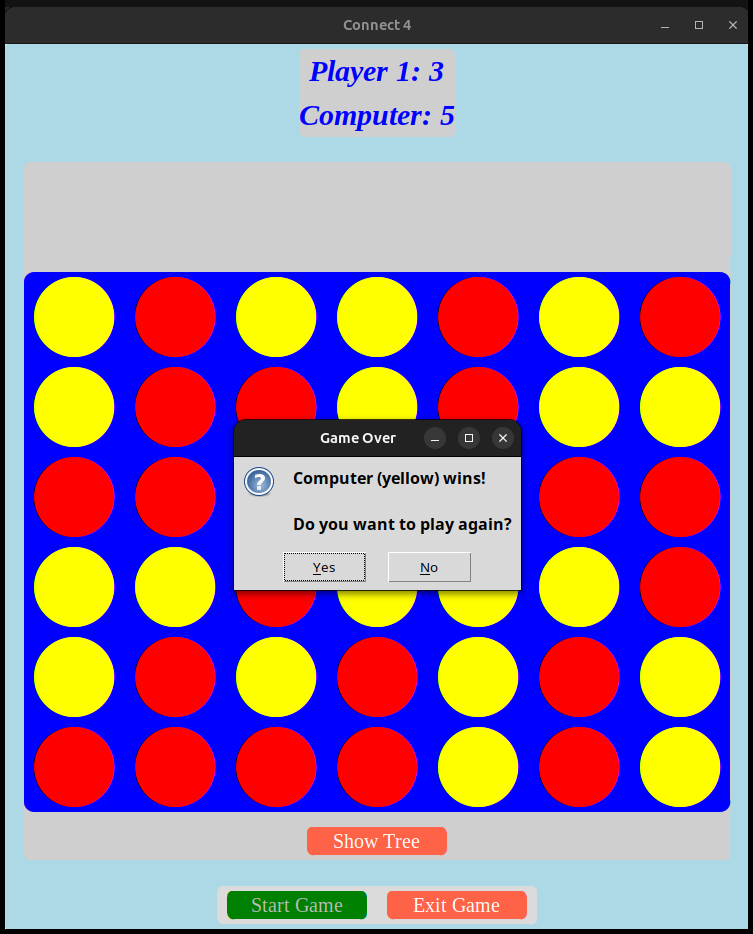 Connect 4
Player 1: 3
Computer: 5
Game Over
?
Computer (yellow) wins!
Do you want to play again?
Yes No
Show Tree
Start Game Exit Game